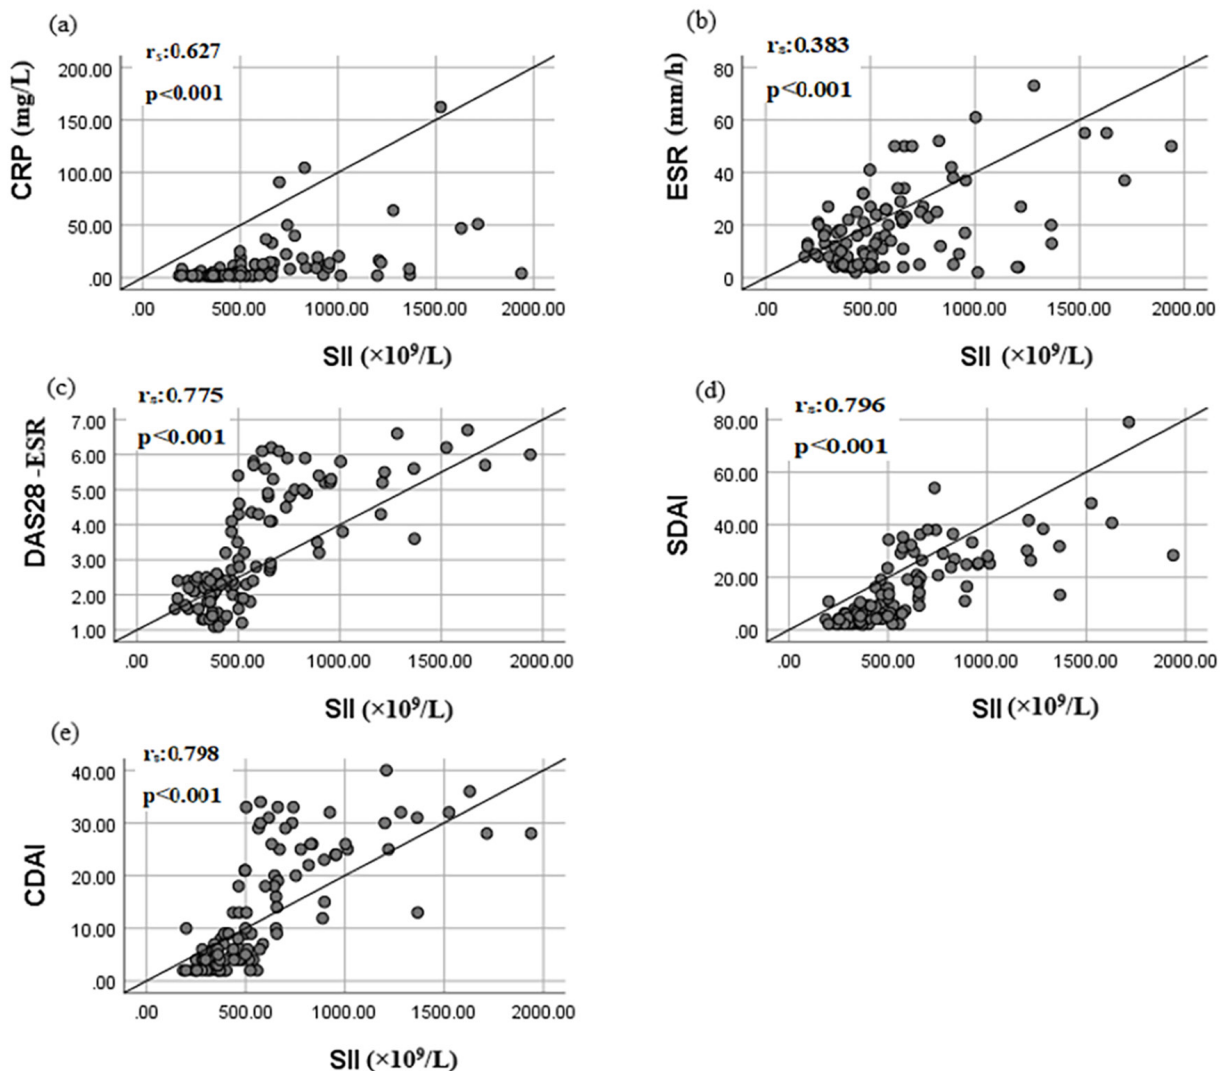 (a)
rₛ:0.627
p<0.001
CRP (mg/L)
200.00
150.00
100.00
50.00
.00
.00 500.00 1000.00 1500.00 2000.00
SII (×10⁹/L)
(b)
rₛ:0.383
p<0.001
ESR (mm/h)
80
60
40
20
0
.00 500.00 1000.00 1500.00 2000.00
SII (×10⁹/L)
(c)
rₛ:0.775
p<0.001
DAS28 -ESR
7.00
6.00
5.00
4.00
3.00
2.00
1.00
.00 500.00 1000.00 1500.00 2000.00
SII (×10⁹/L)
(d)
rₛ:0.796
p<0.001
SDAI
80.00
60.00
40.00
20.00
.00
.00 500.00 1000.00 1500.00 2000.00
SII (×10⁹/L)
(e)
rₛ:0.798
p<0.001
CDAI
40.00
30.00
20.00
10.00
.00
.00 500.00 1000.00 1500.00 2000.00
SII (×10⁹/L)